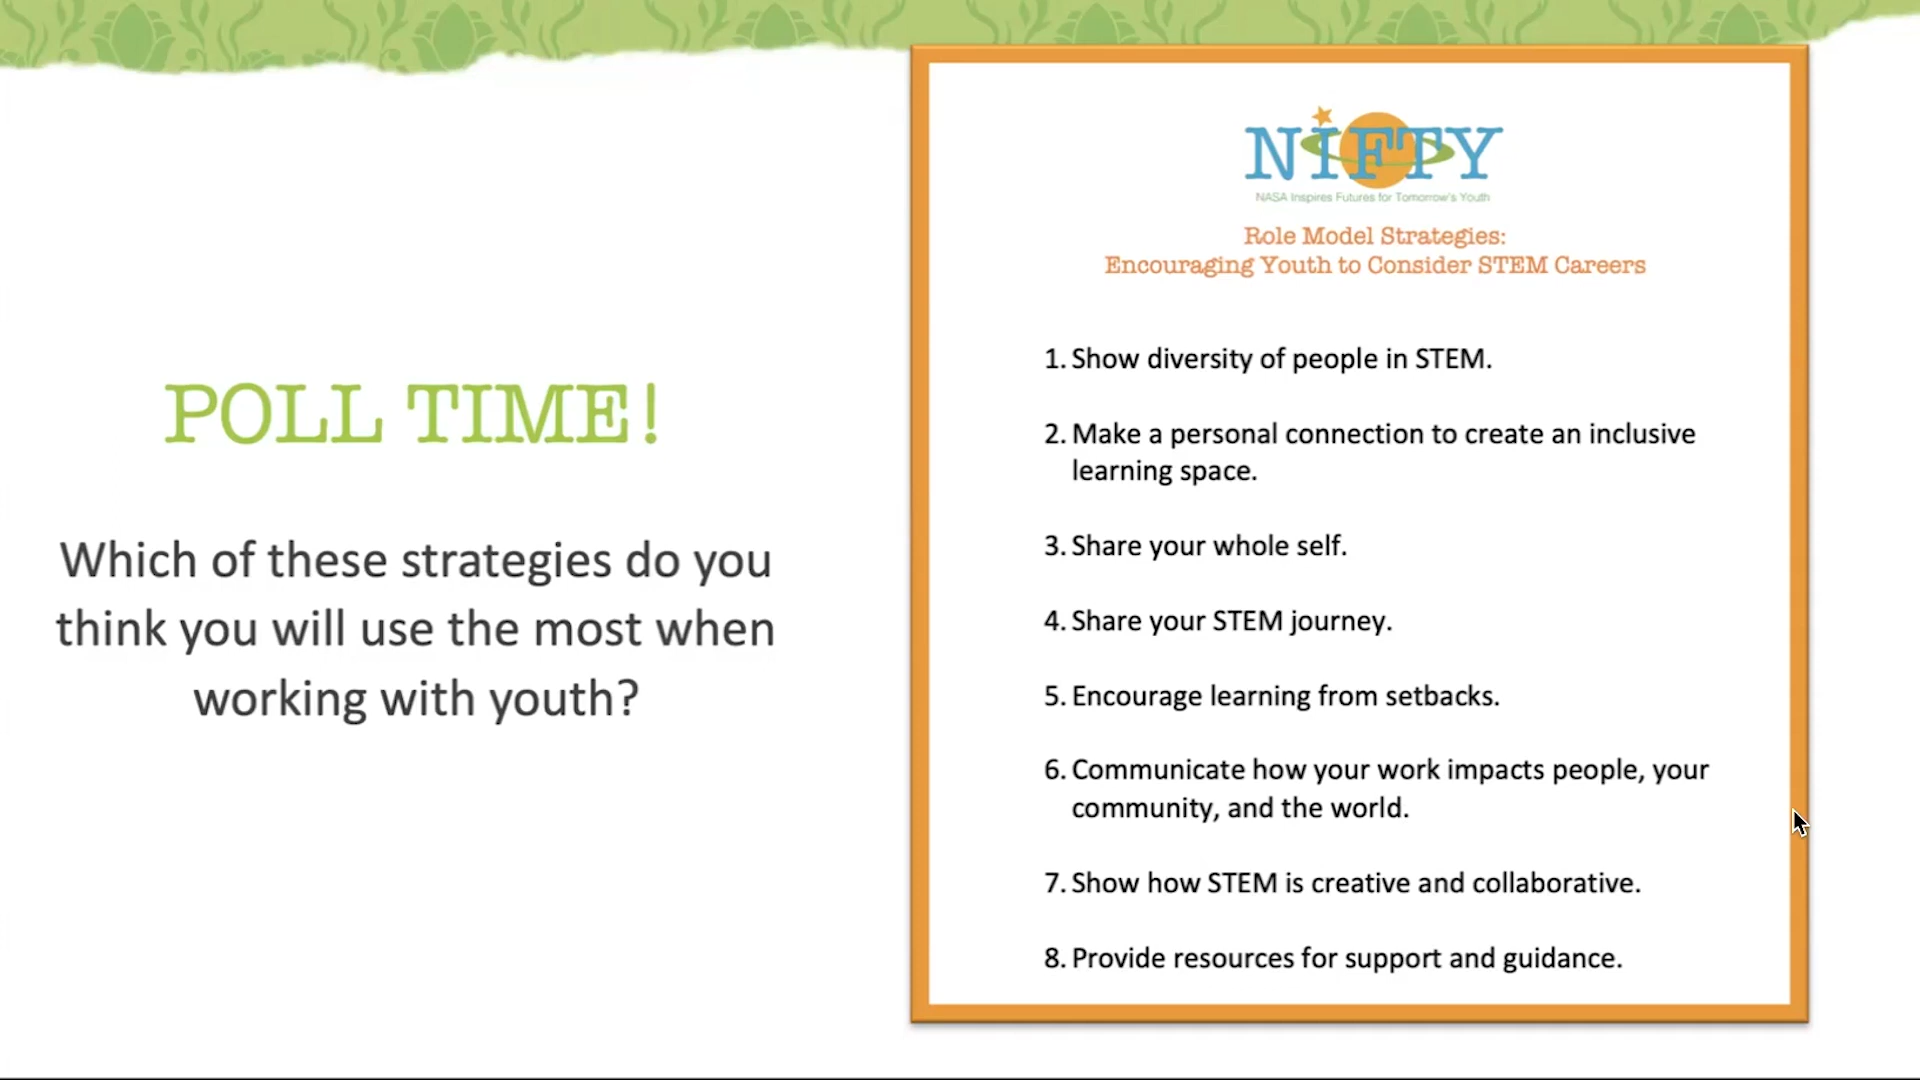 POLL TIME!
Which of these strategies do you
think you will use the most when
working with youth?
NIFTY
NASA Inspires Futures for Tomorrow's Youth
Role Model Strategies:
Encouraging Youth to Consider STEM Careers
1. Show diversity of people in STEM.
2. Make a personal connection to create an inclusive
learning space.
3. Share your whole self.
4. Share your STEM journey.
5. Encourage learning from setbacks.
6. Communicate how your work impacts people, your
community, and the world.
7. Show how STEM is creative and collaborative.
8. Provide resources for support and guidance.